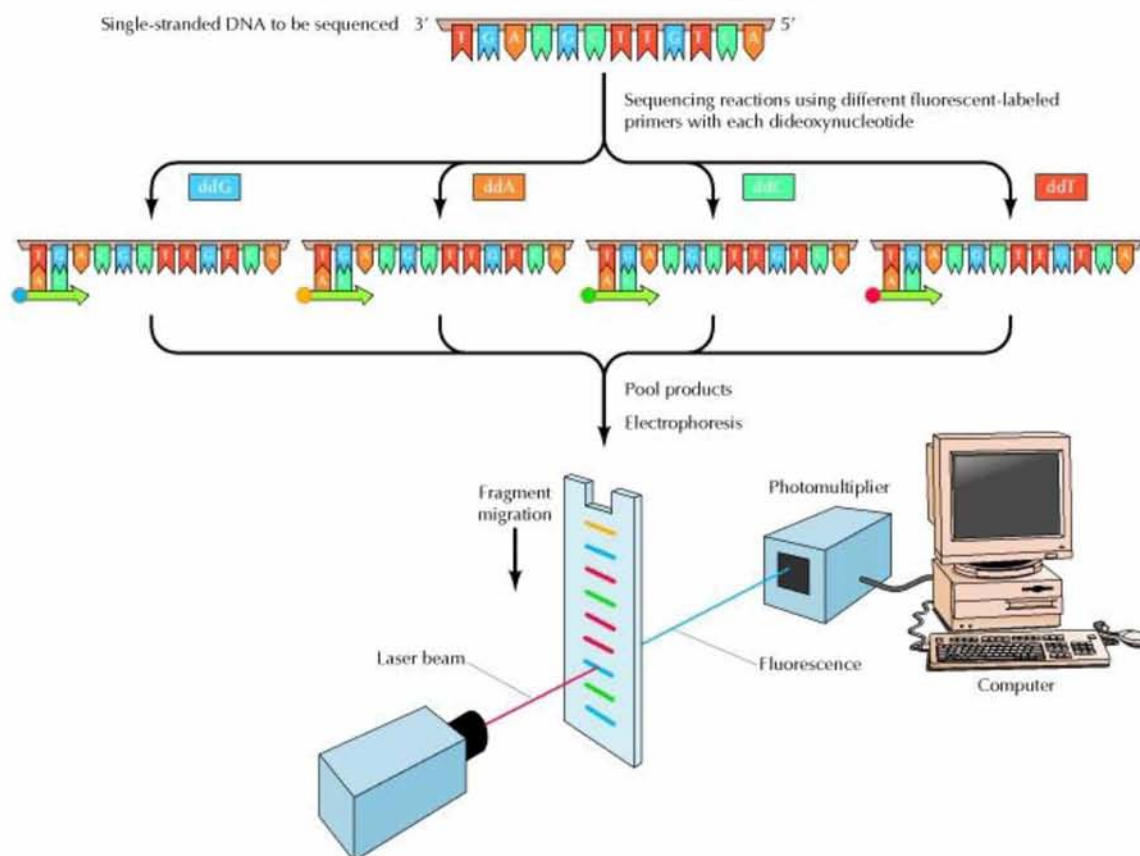 Single-stranded DNA to be sequenced 3′ 5′
T G A C G C T T G T C A
Sequencing reactions using different fluorescent-labeled
primers with each dideoxynucleotide
ddG ddA ddC ddT
T G A C G C T T G T C A
A
T G A C G C T T G T C A
A
T G A C G C T T G T C A
A
T G A C G C T T G T C A
A
Pool products
Electrophoresis
Fragment
migration
Photomultiplier
Laser beam
Fluorescence
Computer